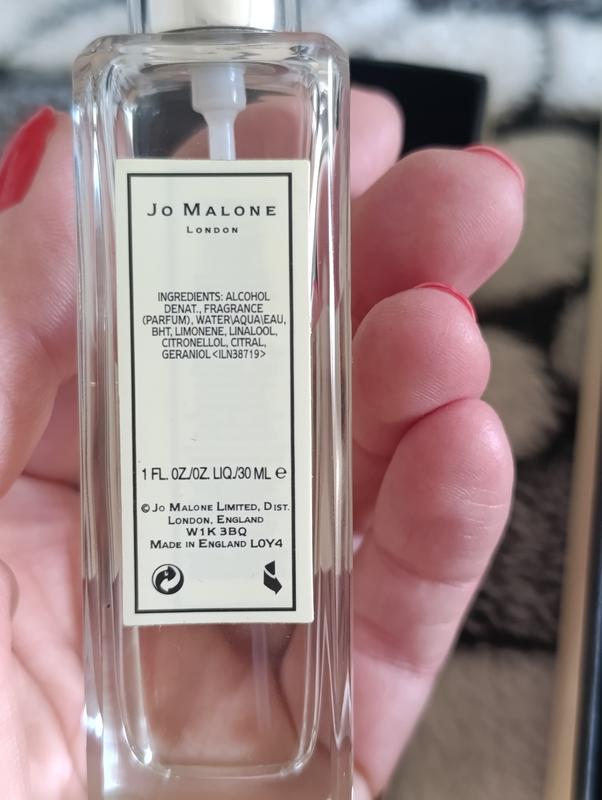 JO MALONE
LONDON
INGREDIENTS: ALCOHOL
DENAT., FRAGRANCE
(PARFUM), WATER\AQUA\EAU,
BHT, LIMONENE, LINALOOL,
CITRONELLOL, CITRAL,
GERANIOL <ILN38719>
1 FL. OZ./OZ. LIQ./30 ML ℮
© JO MALONE LIMITED, DIST.
LONDON, ENGLAND
W1K 3BQ
MADE IN ENGLAND L0Y4